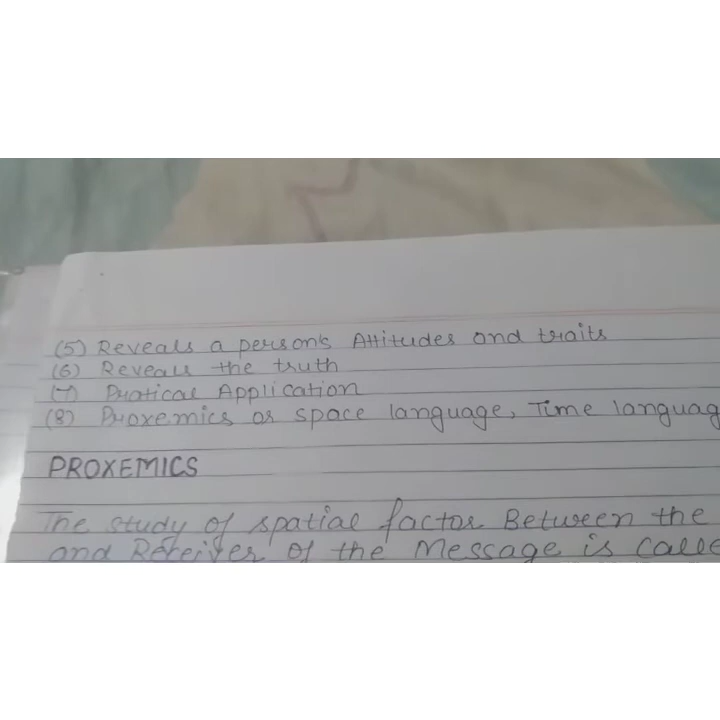 (5) Reveals a person's Attitudes and traits
(6) Reveals the truth
(7) Pratical Application
(8) Proxemics or space language, Time languag
PROXEMICS
The study of spatial factor Between the
and Receiver of the Message is calle